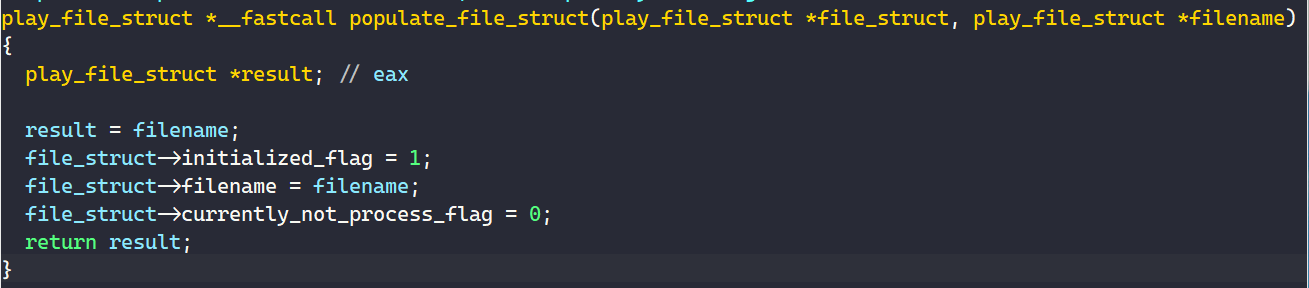 play_file_struct *__fastcall populate_file_struct(play_file_struct *file_struct, play_file_struct *filename)
{
  play_file_struct *result; // eax

  result = filename;
  file_struct->initialized_flag = 1;
  file_struct->filename = filename;
  file_struct->currently_not_process_flag = 0;
  return result;
}